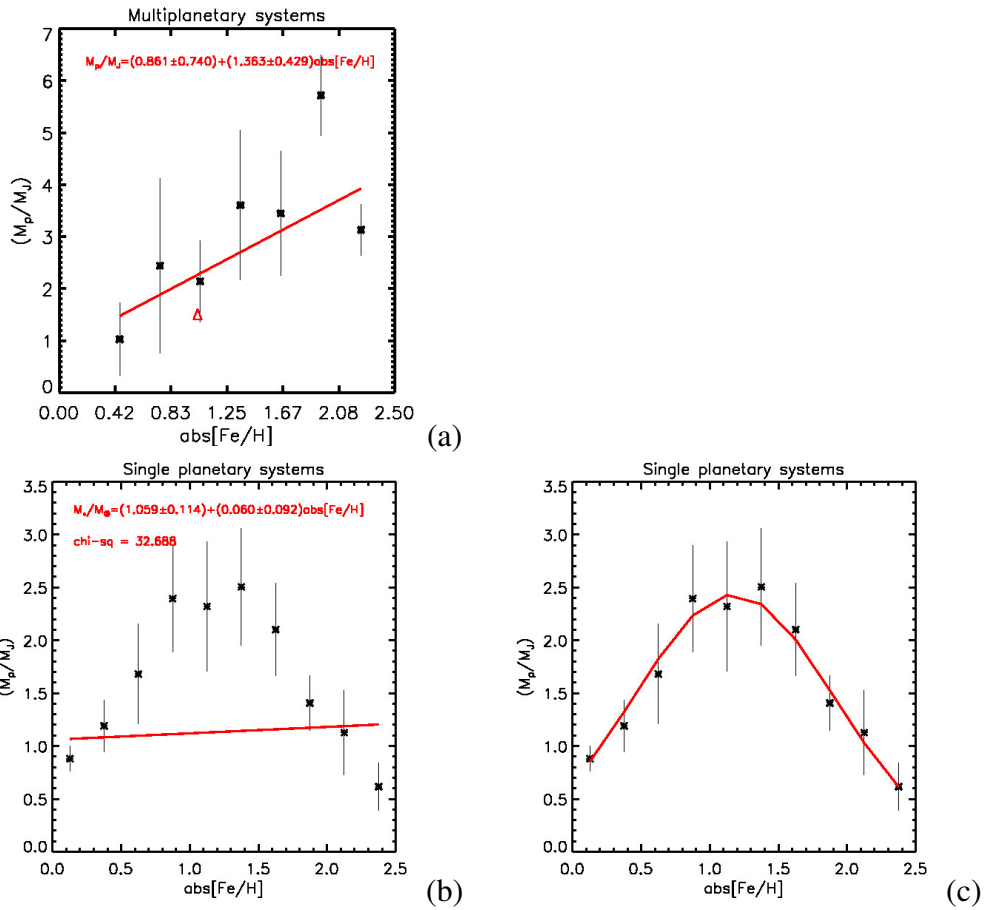 Multiplanetary systems
7
6
5
4
3
2
1
0
(Mₚ/M_J)
Mₚ/M_J=(0.861±0.740)+(1.363±0.429)abs[Fe/H]
0.00 0.42 0.83 1.25 1.67 2.08 2.50
abs[Fe/H]
(a)
Single planetary systems
3.5
3.0
2.5
2.0
1.5
1.0
0.5
0.0
(Mₚ/M_J)
M⁎/M⊕=(1.059±0.114)+(0.060±0.092)abs[Fe/H]
chi-sq = 32.688
0.0 0.5 1.0 1.5 2.0 2.5
abs[Fe/H]
(b)
Single planetary systems
3.5
3.0
2.5
2.0
1.5
1.0
0.5
0.0
(Mₚ/M_J)
0.0 0.5 1.0 1.5 2.0 2.5
abs[Fe/H]
(c)